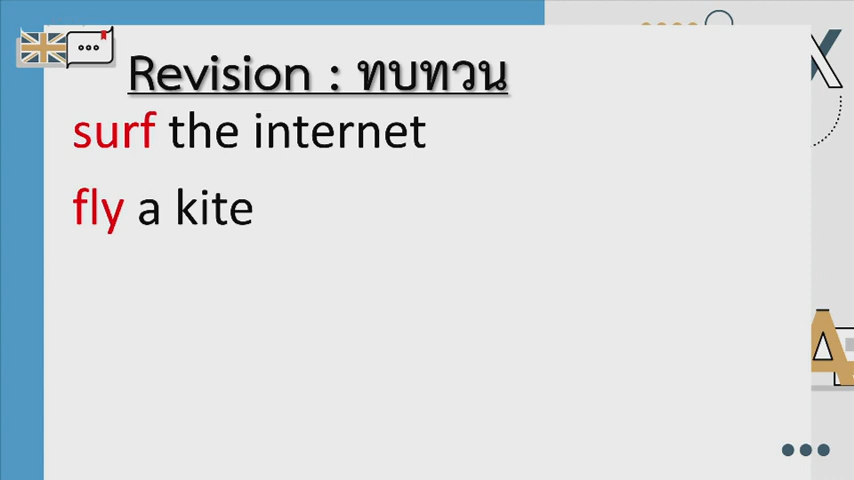 Revision : ทบทวน
surf the internet
fly a kite